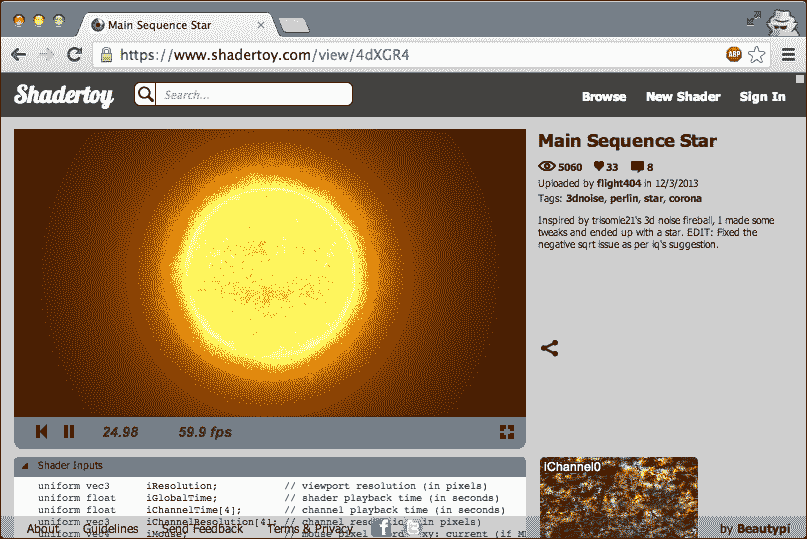 Main Sequence Star
https://www.shadertoy.com/view/4dXGR4
ABP
Shadertoy
Search...
Browse New Shader Sign In
Main Sequence Star
5060 33 8
Uploaded by flight404 in 12/3/2013
Tags: 3dnoise, perlin, star, corona
Inspired by trisomie21's 3d noise fireball, I made some
tweaks and ended up with a star. EDIT: Fixed the
negative sqrt issue as per iq's suggestion.
24.98 59.9 fps
Shader Inputs
uniform vec3 iResolution; // viewport resolution (in pixels)
uniform float iGlobalTime; // shader playback time (in seconds)
uniform float iChannelTime[4]; // channel playback time (in seconds)
uniform vec3 iChannelResolution[4]; // channel resolution (in pixels)
uniform vec4 iMouse; // mouse pixel coords. xy: current (if M
iChannel0
About Guidelines Send Feedback Terms & Privacy
by Beautypi